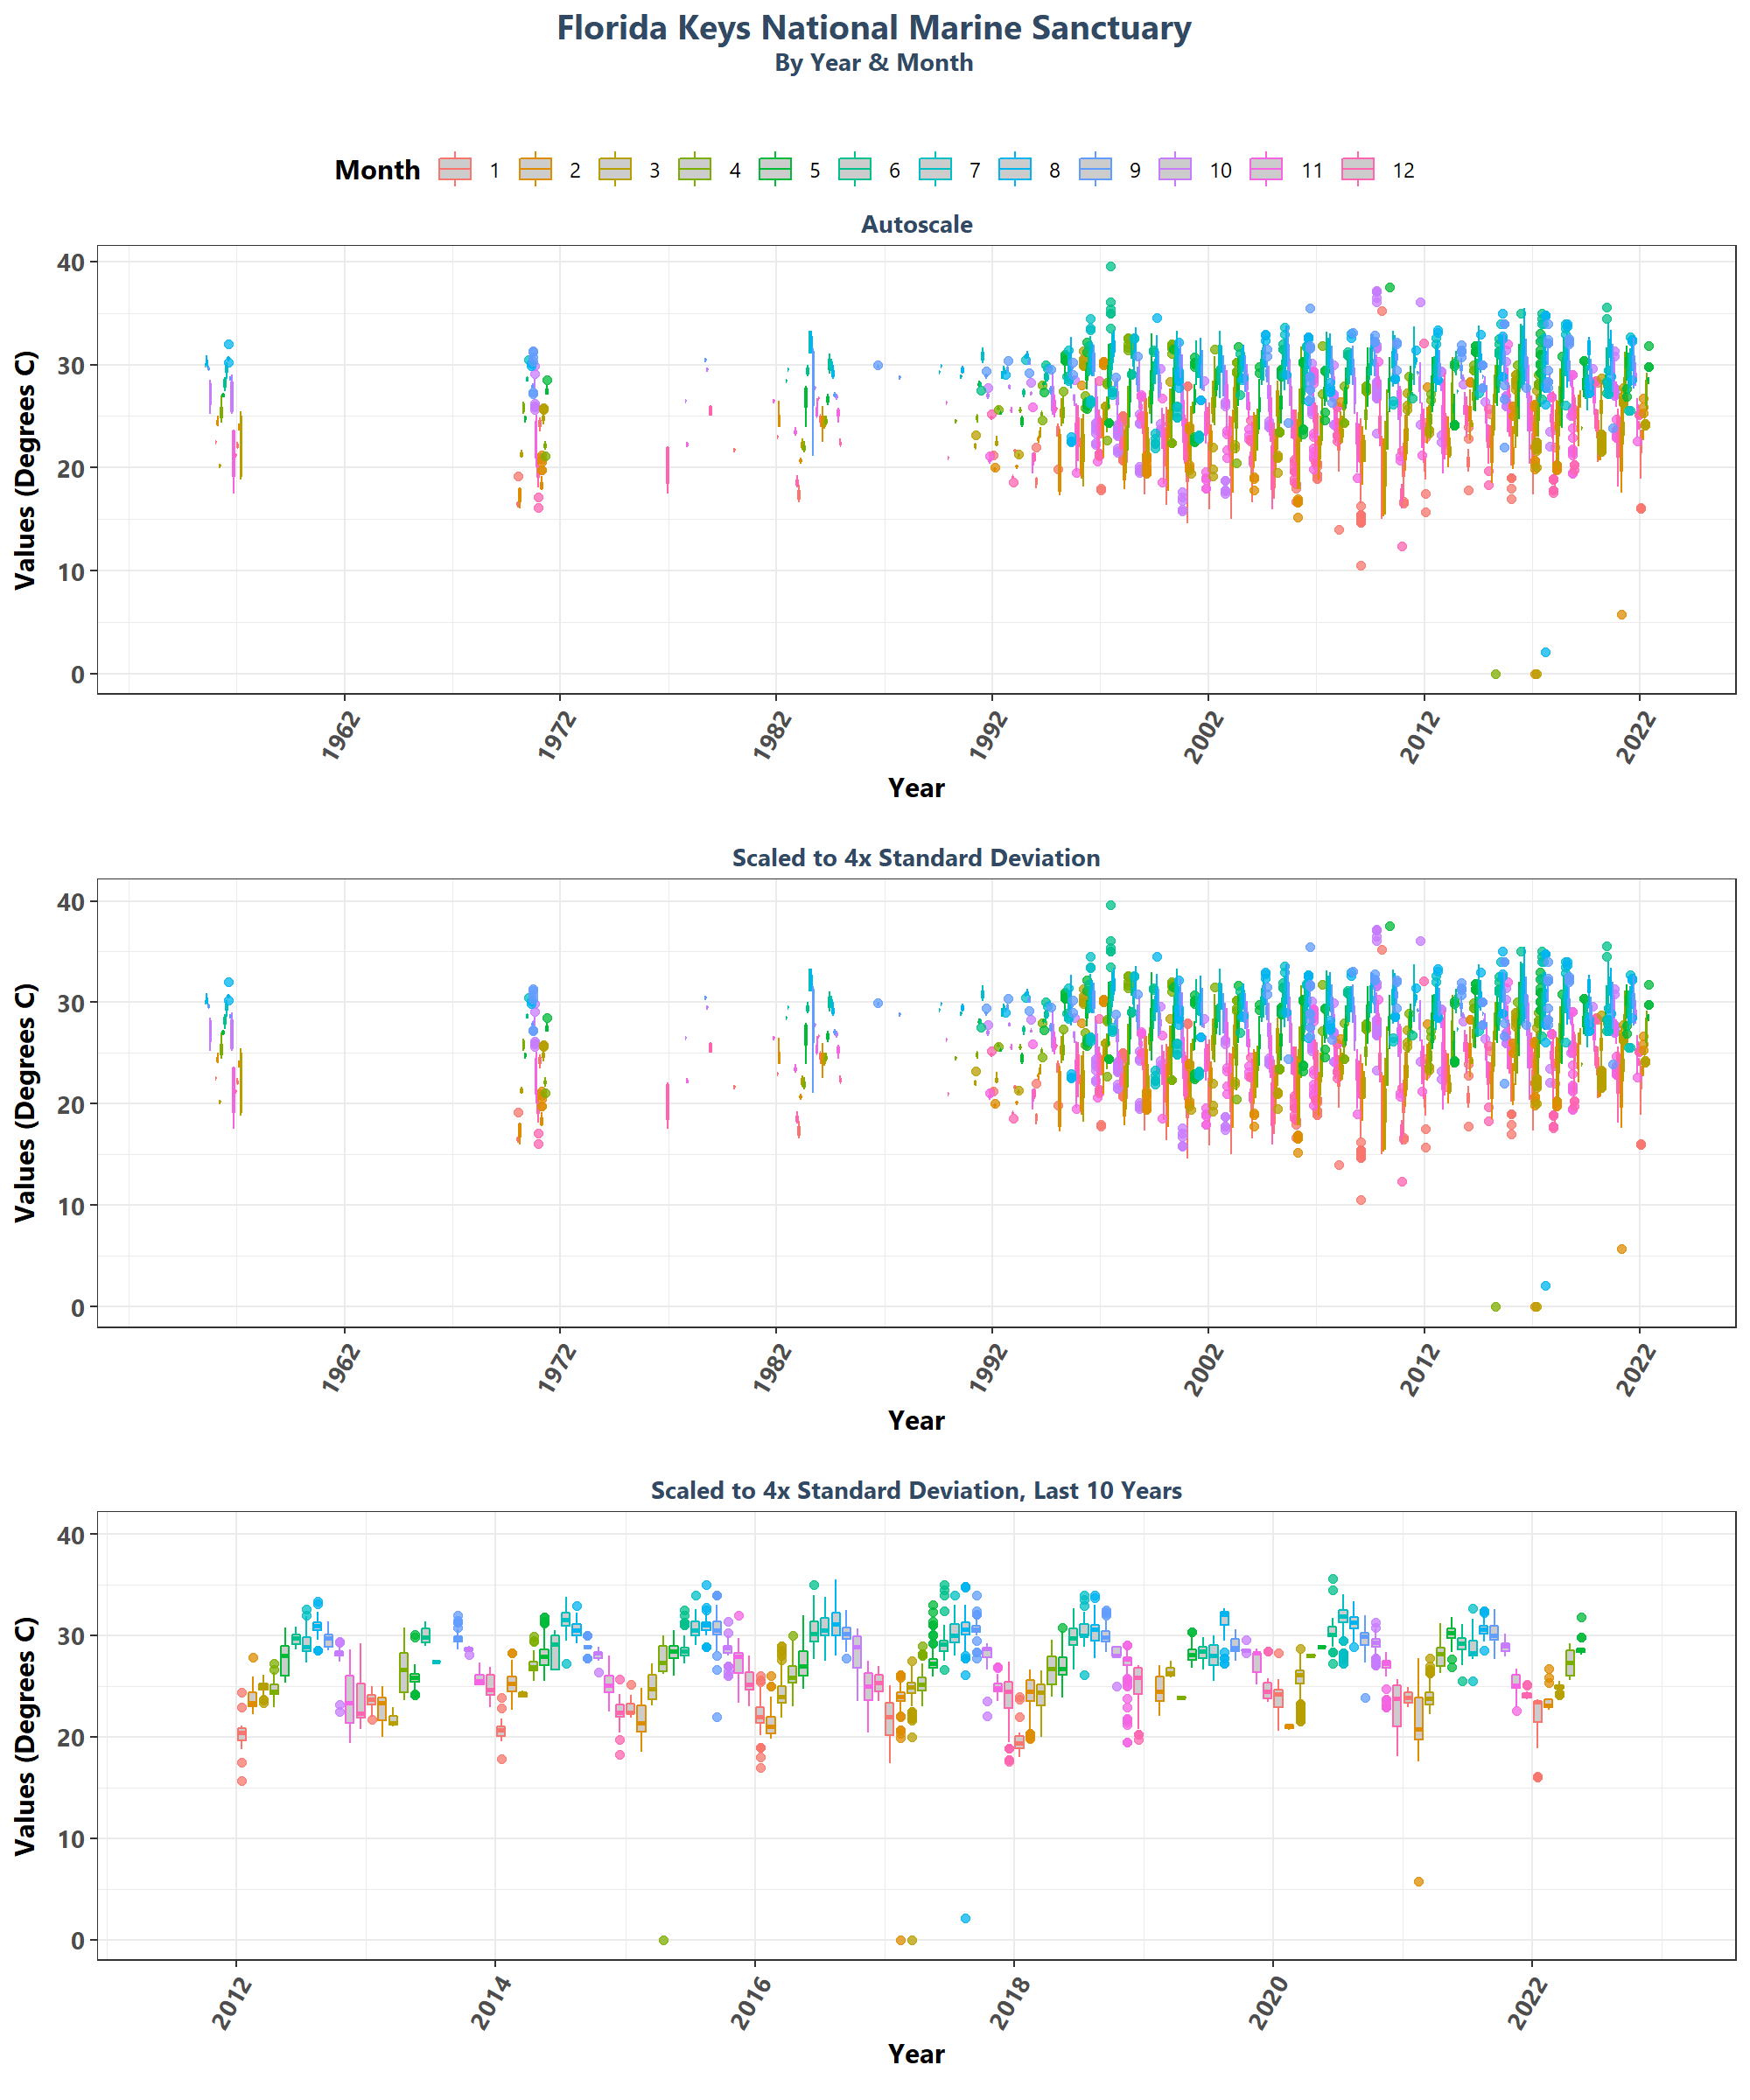 Florida Keys National Marine Sanctuary
By Year & Month
Month 1 2 3 4 5 6 7 8 9 10 11 12
Autoscale
Values (Degrees C)
40
30
20
10
0
1962 1972 1982 1992 2002 2012 2022
Year
Scaled to 4x Standard Deviation
Values (Degrees C)
40
30
20
10
0
1962 1972 1982 1992 2002 2012 2022
Year
Scaled to 4x Standard Deviation, Last 10 Years
Values (Degrees C)
40
30
20
10
0
2012 2014 2016 2018 2020 2022
Year